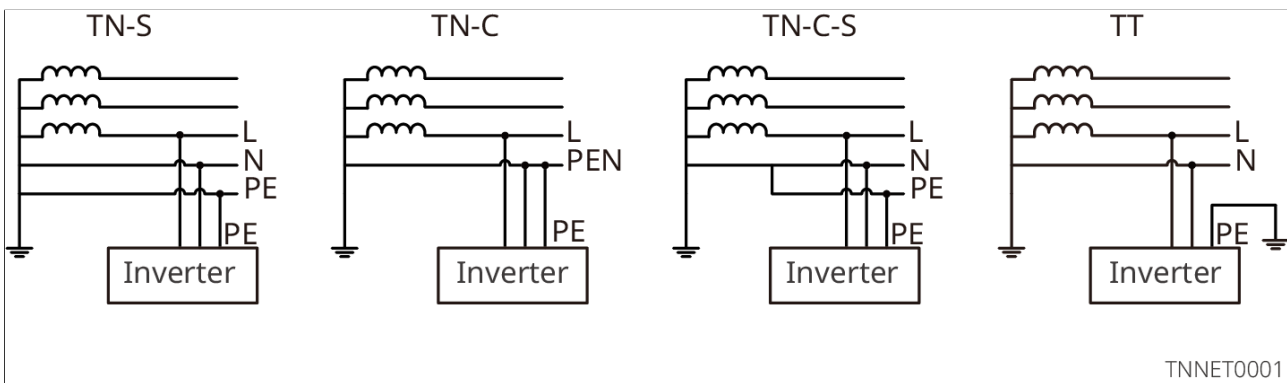 TN-S TN-C TN-C-S TT
L L L L
N PEN N N
PE PE
PE PE PE PE
Inverter Inverter Inverter Inverter
TNNET0001